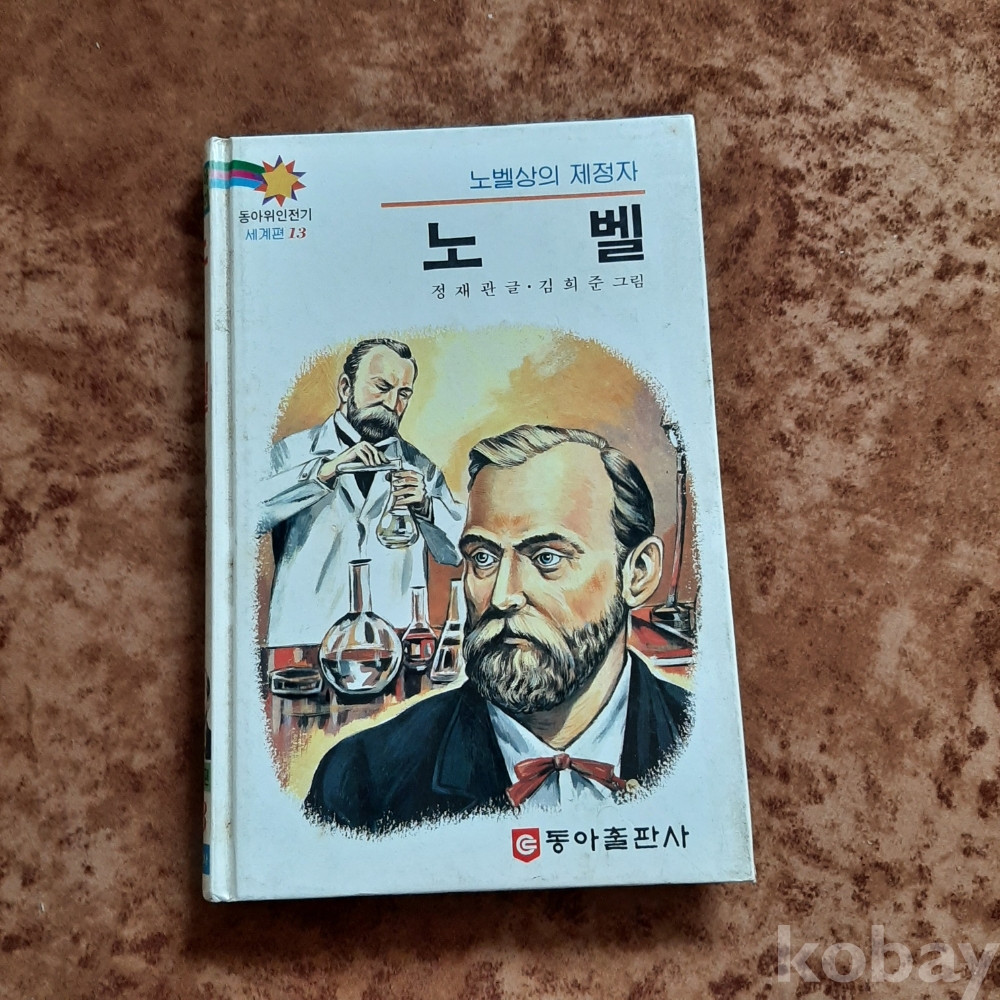 노벨상의 제정자
동아위인전기
세계편 13
노 벨
정재관 글·김희준 그림
동아출판사
kobay